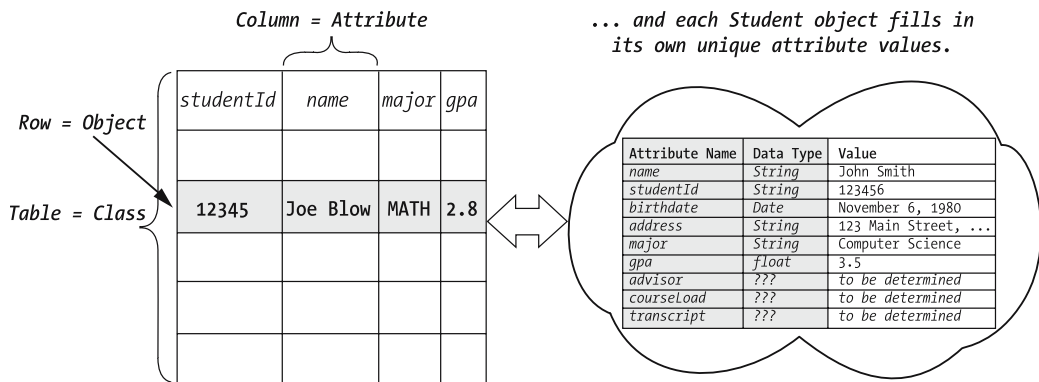 Column = Attribute
studentId name major gpa
Row = Object
Table = Class
12345 Joe Blow MATH 2.8
... and each Student object fills in
its own unique attribute values.
Attribute Name Data Type Value
name String John Smith
studentId String 123456
birthdate Date November 6, 1980
address String 123 Main Street, ...
major String Computer Science
gpa float 3.5
advisor ??? to be determined
courseLoad ??? to be determined
transcript ??? to be determined